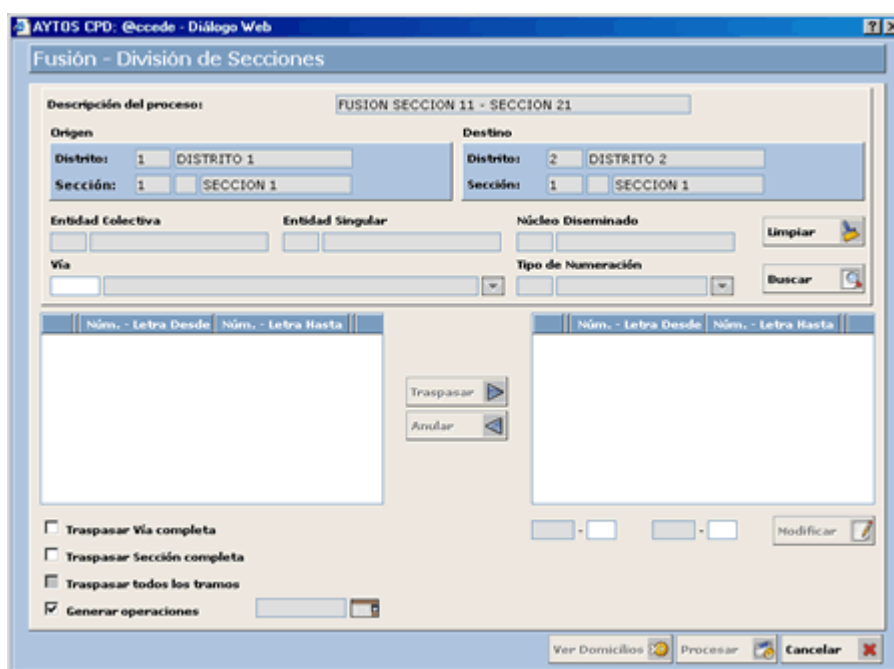 AYTOS CPD: @ccede - Diálogo Web
Fusión - División de Secciones
Descripción del proceso: FUSION SECCION 11 - SECCION 21
Origen Destino
Distrito: 1 DISTRITO 1 Distrito: 2 DISTRITO 2
Sección: 1 SECCION 1 Sección: 1 SECCION 1
Entidad Colectiva Entidad Singular Núcleo Diseminado
Limpiar
Vía Tipo de Numeración
Buscar
Núm. - Letra Desde Núm. - Letra Hasta Núm. - Letra Desde Núm. - Letra Hasta
Traspasar
Anular
Traspasar Vía completa - - Modificar
Traspasar Sección completa
Traspasar todos los tramos
Generar operaciones
Ver Domicilios Procesar Cancelar